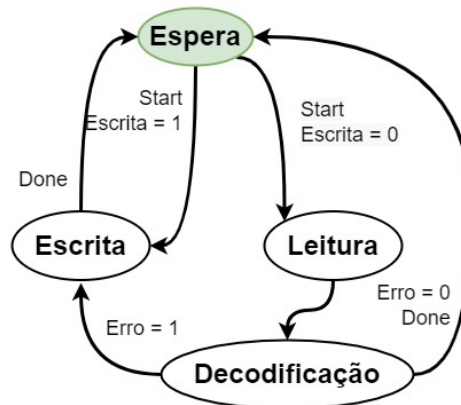 Espera
Start
Escrita = 1
Start
Escrita = 0
Done
Escrita
Leitura
Erro = 1
Erro = 0
Done
Decodificação